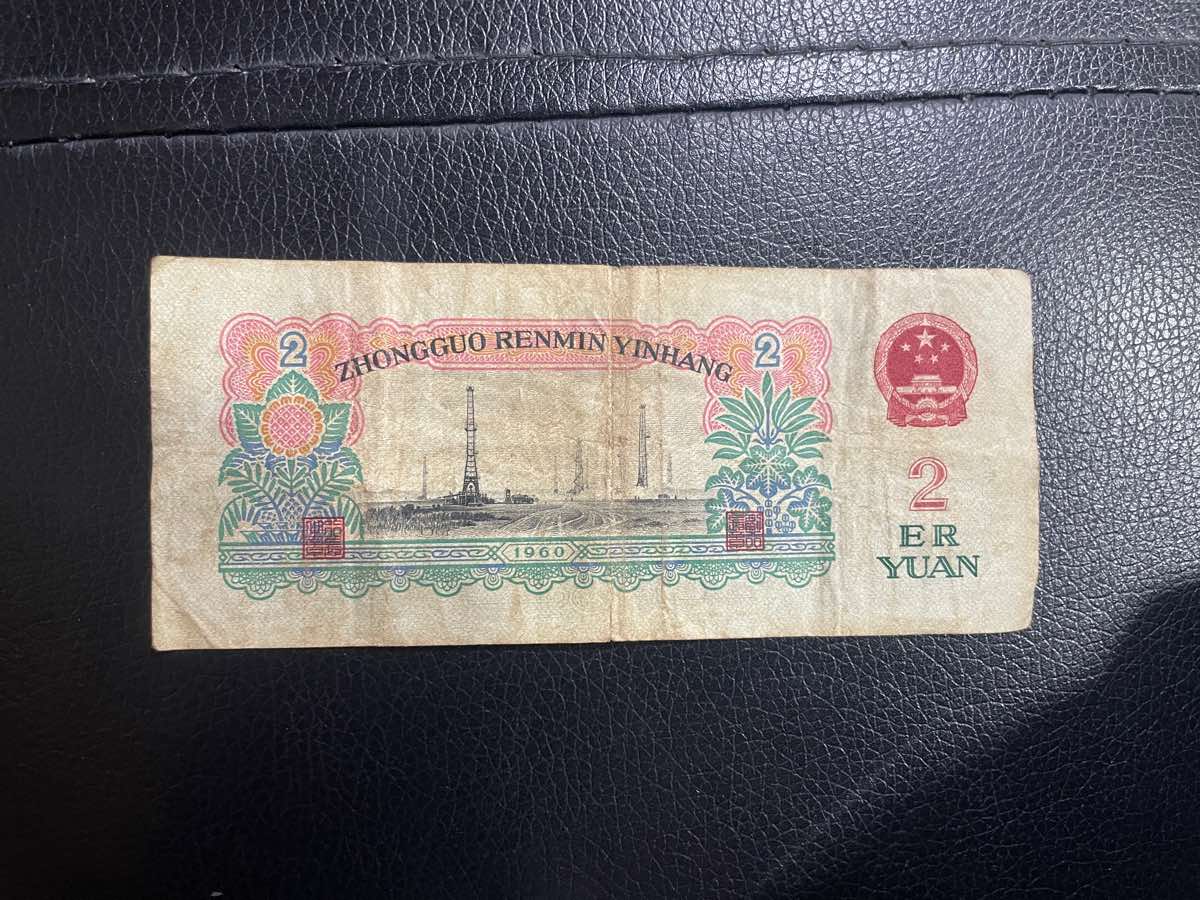 2 ZHONGGUO RENMIN YINHANG 2
2
ER
YUAN
1960